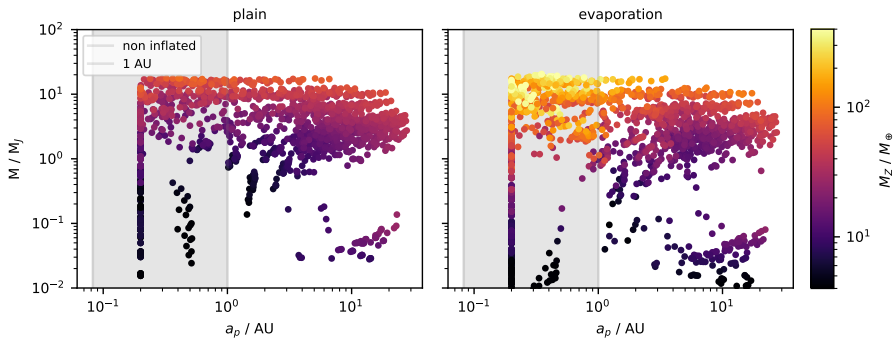 plain
evaporation
non inflated
1 AU
10²
10¹
10⁰
10⁻¹
10⁻²
M / M_J
10⁻¹
10⁰
10¹
a_p / AU
10⁻¹
10⁰
10¹
a_p / AU
10²
10¹
M_Z / M_⊕